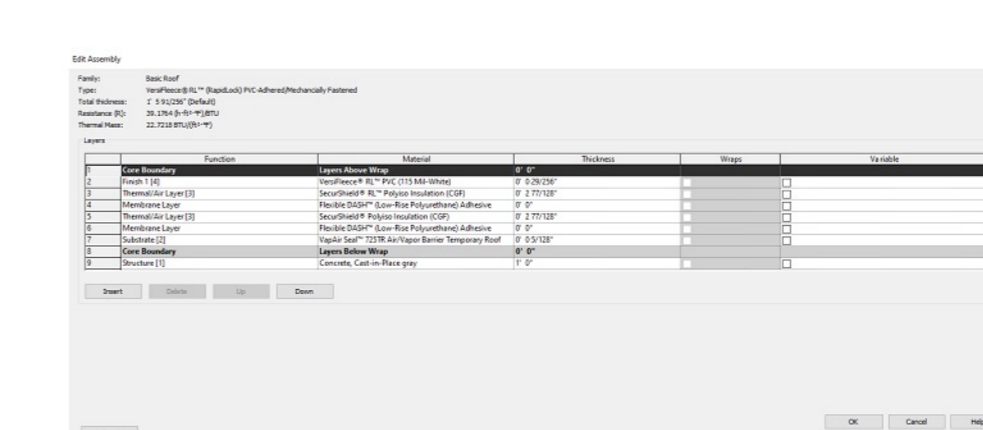 Edit Assembly
Family: Basic Roof
Type: VersiFleece® RL™ (RapidLock) PVC-Adhered/Mechancially Fastened
Total thickness: 1' 5 91/256" (Default)
Resistance (R): 39.1764 (h·ft²·°F)/BTU
Thermal Mass: 22.7218 BTU/(ft²·°F)
Layers
Function Material Thickness Wraps Variable
1 Core Boundary Layers Above Wrap 0' 0"
2 Finish 1 [4] VersiFleece® RL™ PVC (115 Mil-White) 0' 0 29/256"
3 Thermal/Air Layer [3] SecurShield® RL™ Polyiso Insulation (CGF) 0' 2 77/128"
4 Membrane Layer Flexible DASH™ (Low-Rise Polyurethane) Adhesive 0' 0"
5 Thermal/Air Layer [3] SecurShield® Polyiso Insulation (CGF) 0' 2 77/128"
6 Membrane Layer Flexible DASH™ (Low-Rise Polyurethane) Adhesive 0' 0"
7 Substrate [2] VapAir Seal™ 725TR Air/Vapor Barrier Temporary Roof 0' 0 5/128"
8 Core Boundary Layers Below Wrap 0' 0"
9 Structure [1] Concrete, Cast-in-Place gray 1' 0"
Insert Delete Up Down
OK Cancel Help